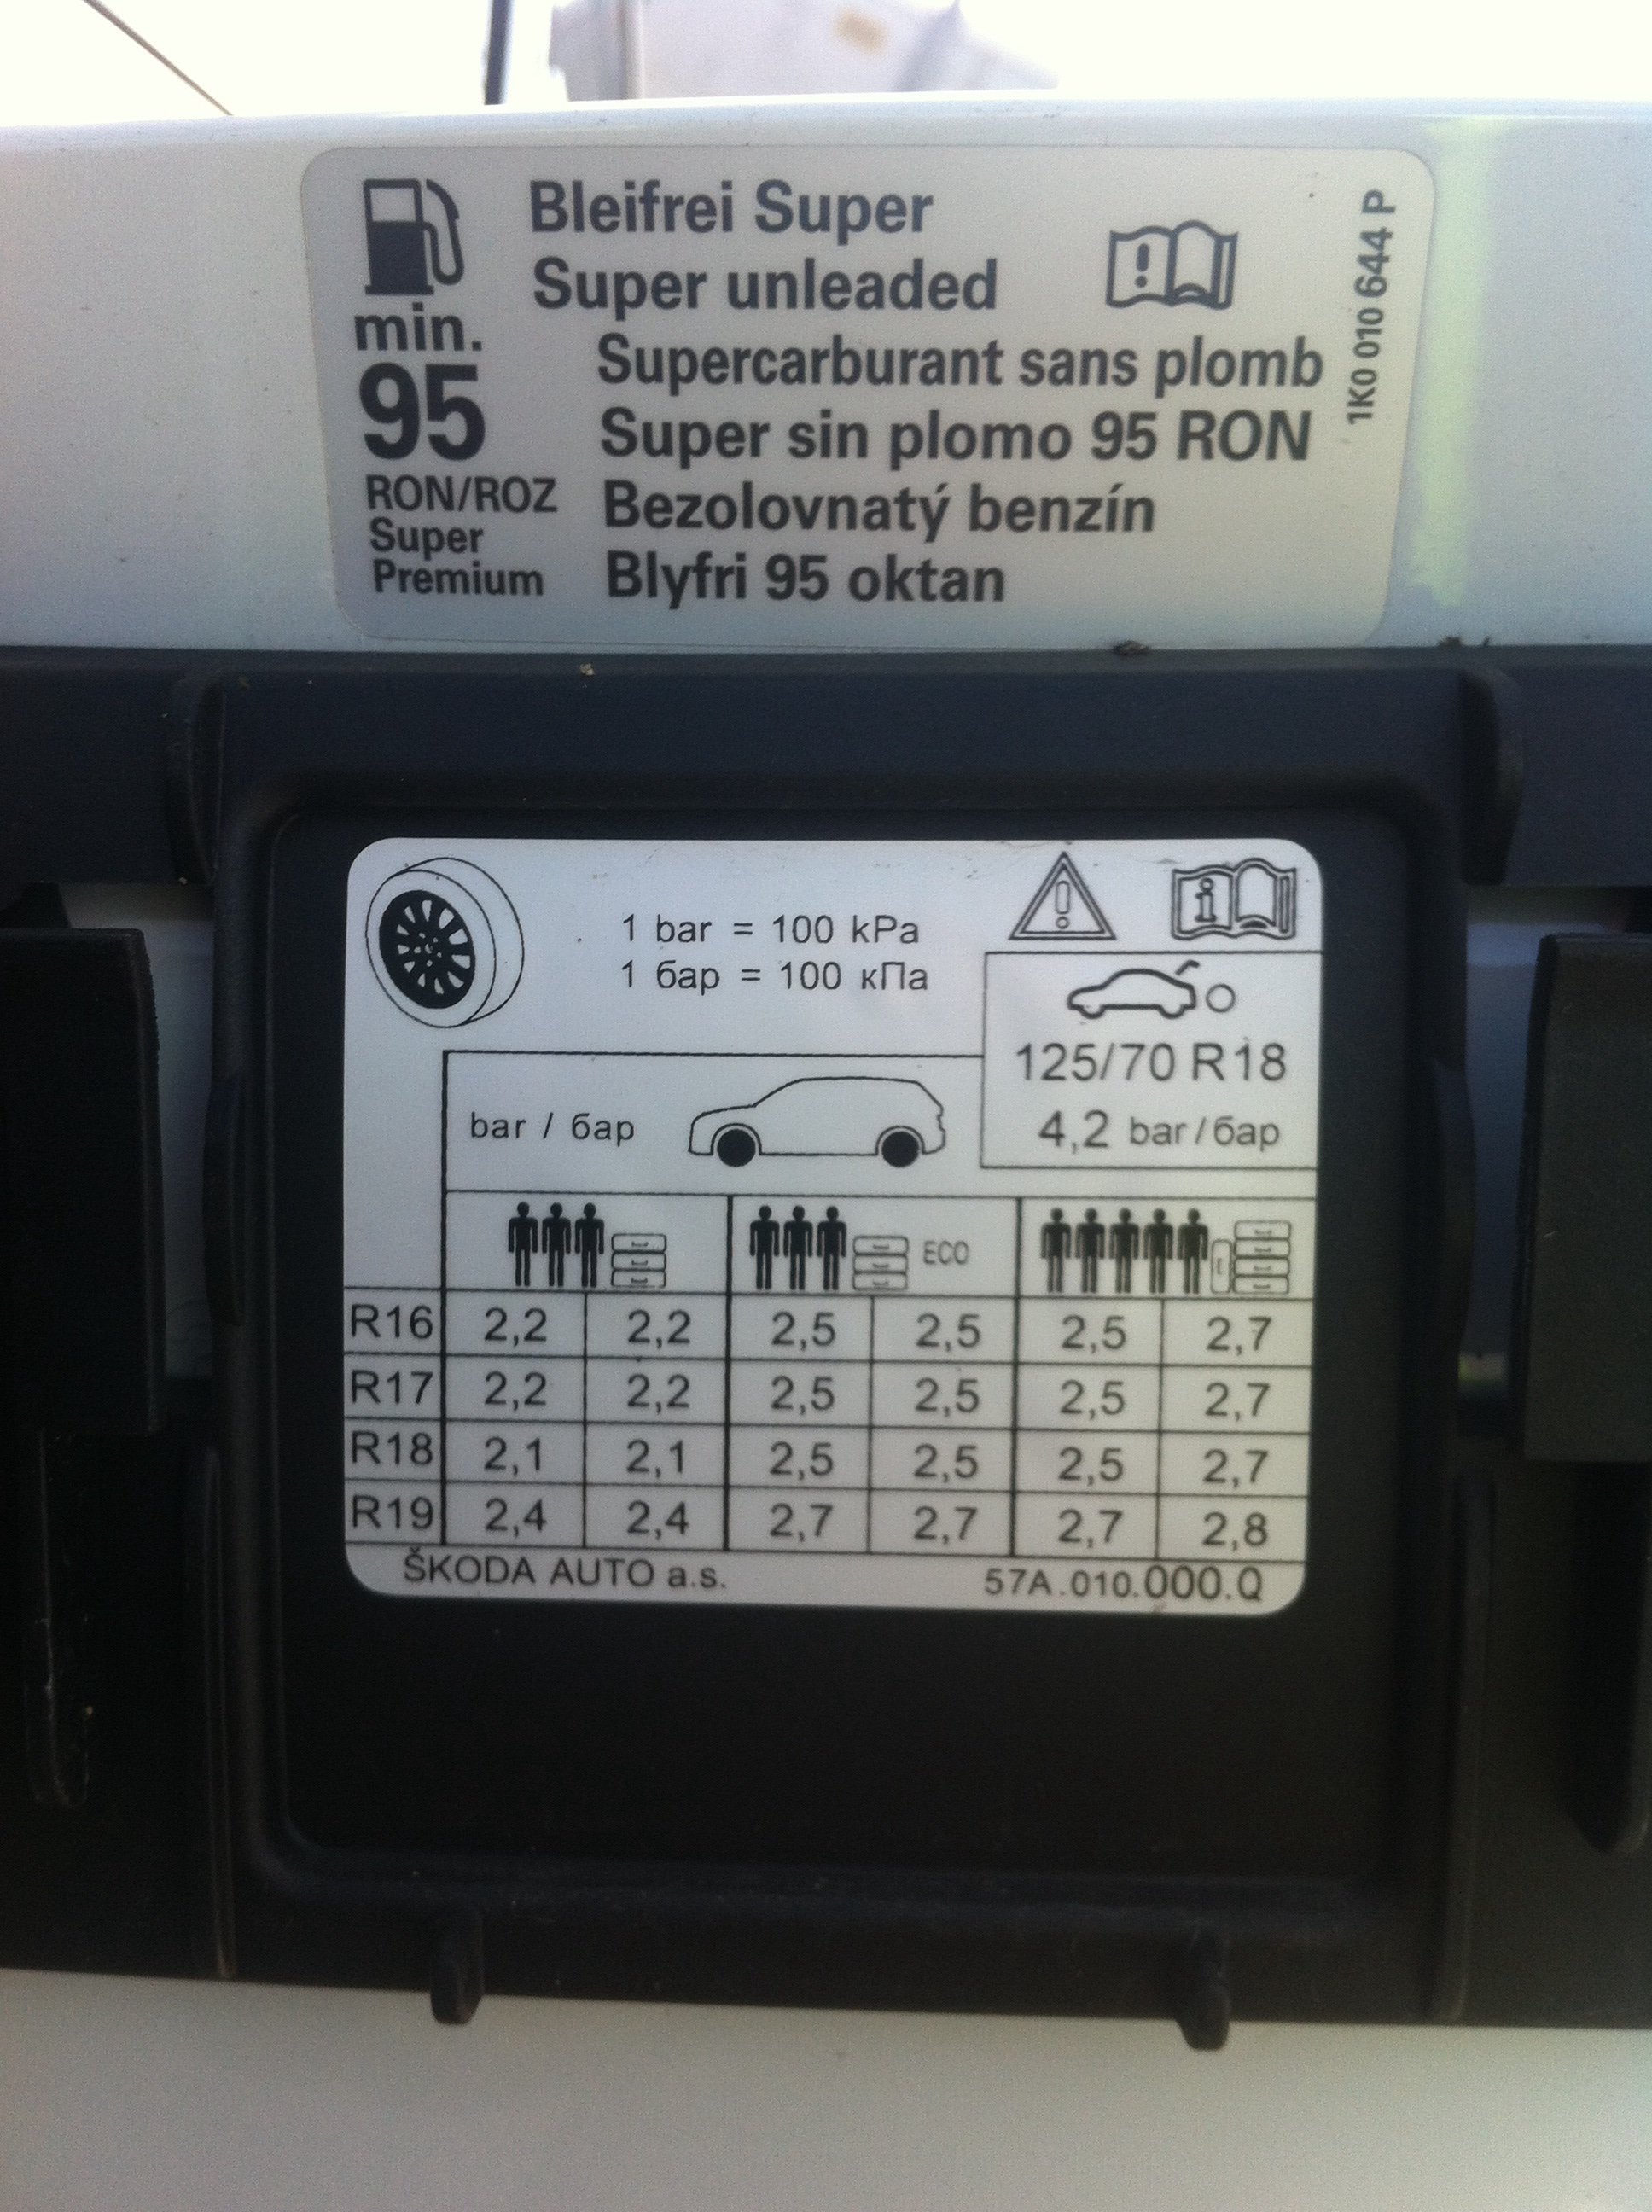 Bleifrei Super
Super unleaded
min.
95
RON/ROZ
Super
Premium
Supercarburant sans plomb
Super sin plomo 95 RON
Bezolovnatý benzín
Blyfri 95 oktan
1K0 010 644 P
1 bar = 100 kPa
1 бар = 100 кПа
125/70 R18
4,2 bar/бар
bar / бар
ECO
R16 2,2 2,2 2,5 2,5 2,5 2,7
R17 2,2 2,2 2,5 2,5 2,5 2,7
R18 2,1 2,1 2,5 2,5 2,5 2,7
R19 2,4 2,4 2,7 2,7 2,7 2,8
ŠKODA AUTO a.s. 57A.010.000.Q